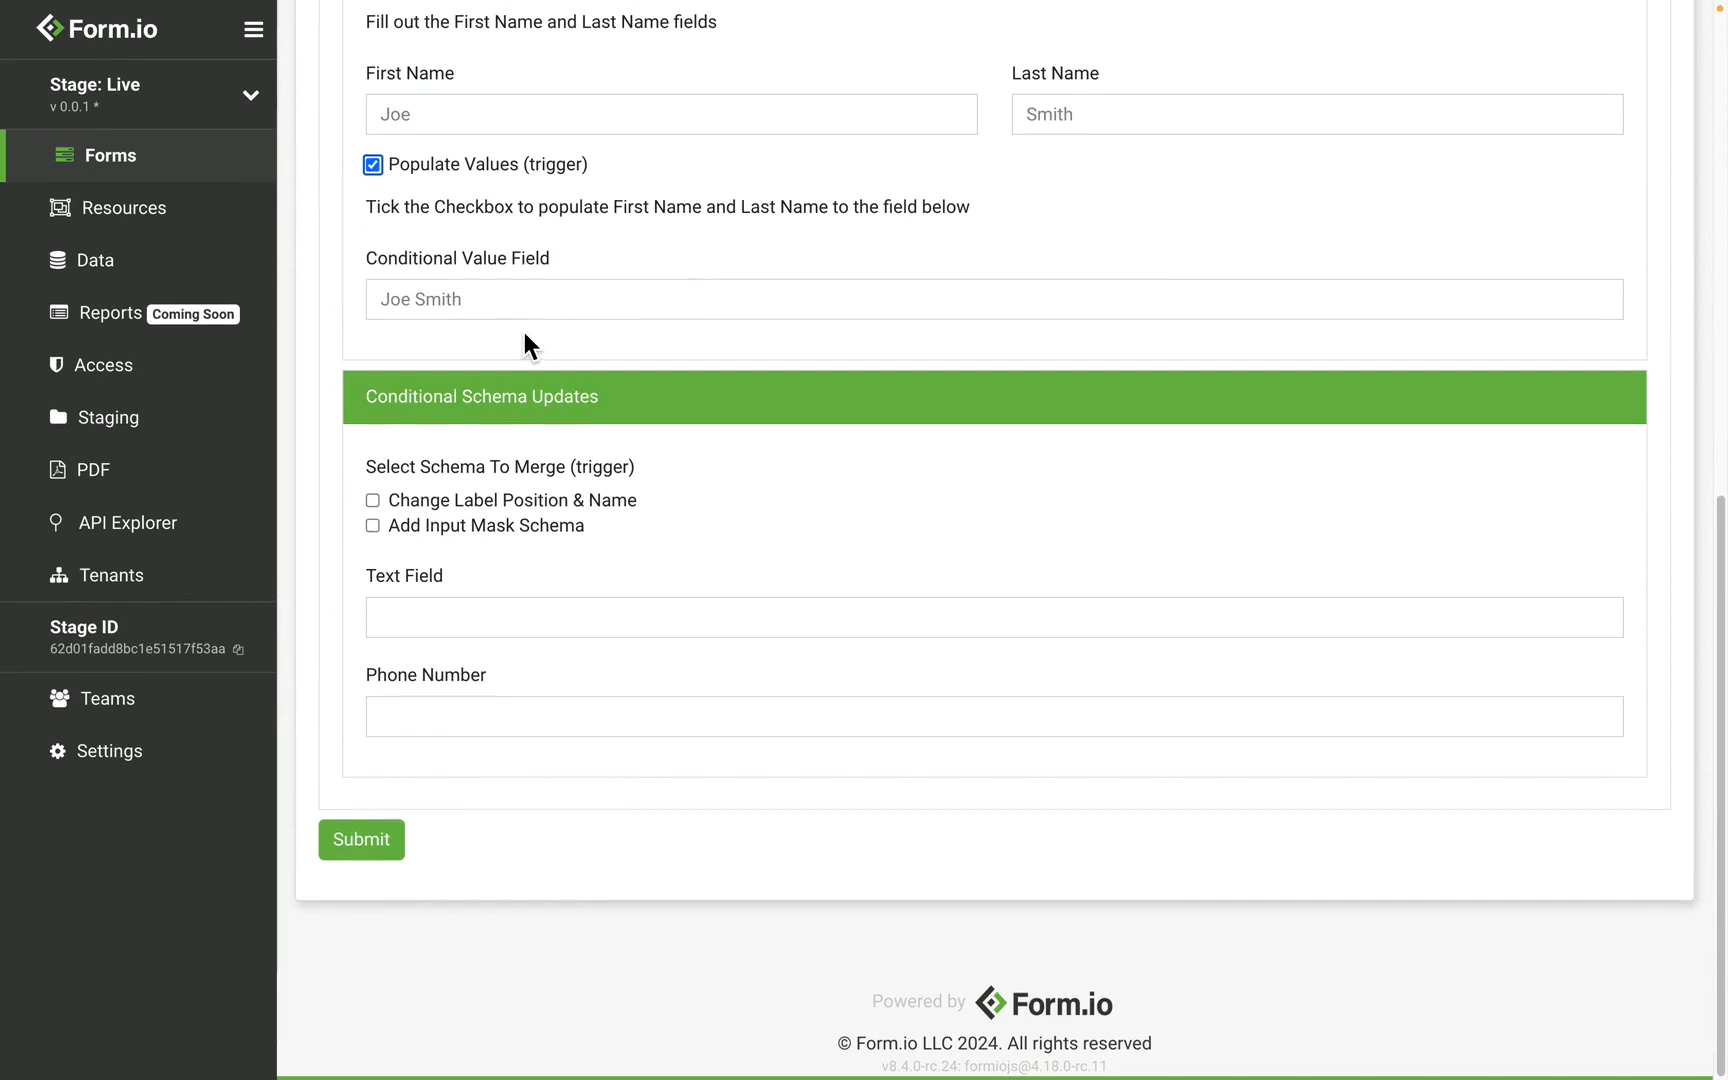 Form.io
Stage: Live
v 0.0.1 *
Forms
Resources
Data
Reports Coming Soon
Access
Staging
PDF
API Explorer
Tenants
Stage ID
62d01fadd8bc1e51517f53aa
Teams
Settings
Fill out the First Name and Last Name fields
First Name
Last Name
Joe
Smith
Populate Values (trigger)
Tick the Checkbox to populate First Name and Last Name to the field below
Conditional Value Field
Joe Smith
Conditional Schema Updates
Select Schema To Merge (trigger)
Change Label Position & Name
Add Input Mask Schema
Text Field
Phone Number
Submit
Powered by Form.io
© Form.io LLC 2024. All rights reserved
v8.4.0-rc.24: formiojs@4.18.0-rc.11